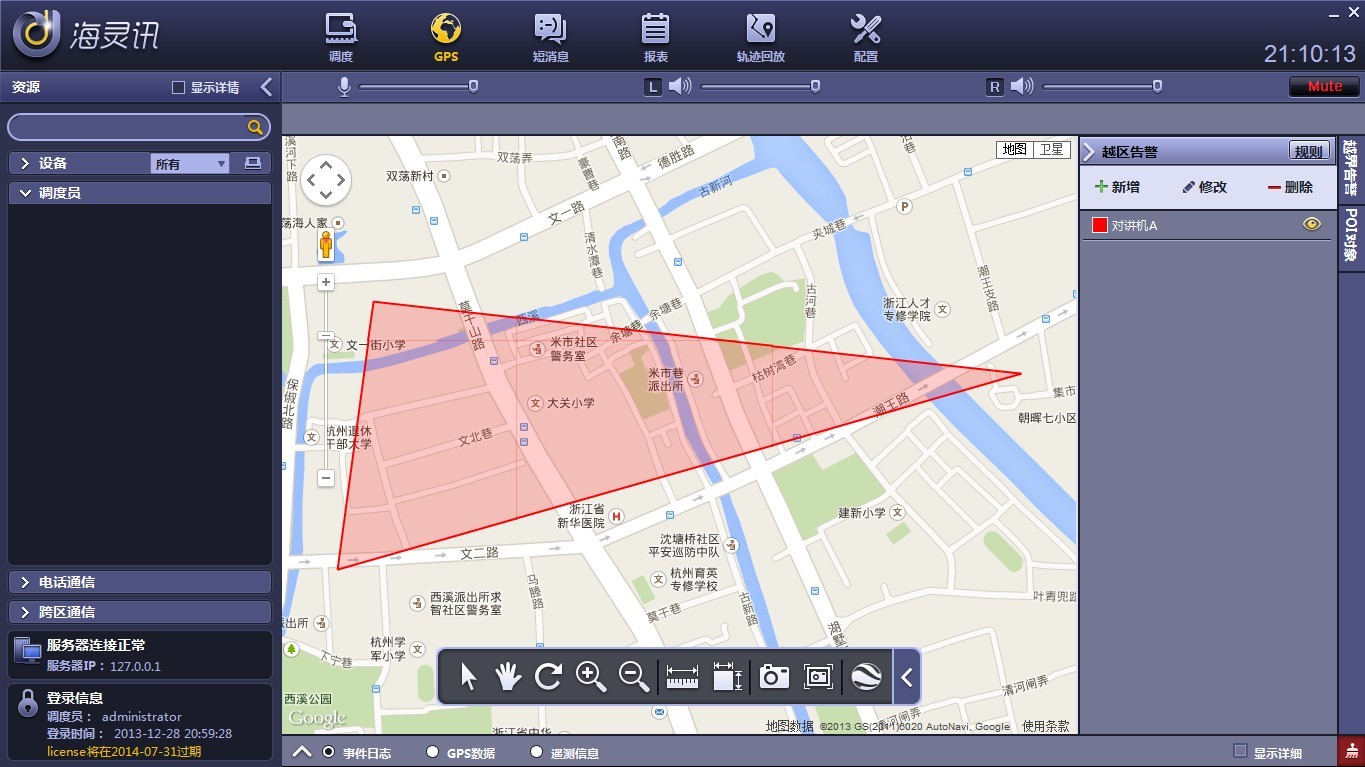 海灵讯
调度
GPS
短消息
报表
轨迹回放
配置
21:10:13
资源
显示详情
L
R
Mute
设备
所有
调度员
电话通信
跨区通信
服务器连接正常
服务器IP： 127.0.0.1
登录信息
调度员： administrator
登录时间： 2013-12-28 20:59:28
license将在2014-07-31过期
地图
卫星
双荡弄
双荡新村
德胜路
古新河
文一路
夹城巷
P
荡海人家
清水潭巷
古河巷
潮王支路
浙江人才
专修学院
莫干山路
西溪
余塘巷
余塘巷
文一街小学
米市社区
警务室
米市巷
派出所
枯树湾巷
大关小学
潮王路
集市
朝晖七小区
保俶北路
杭州退休
干部大学
文北巷
浙江省
新华医院
H
建新小学
沈塘桥社区
平安巡防中队
文二路
杭州育英
专修学校
马塍路
西溪派出所求
智社区警务室
莫干巷
古新路
叶青兜路
派出所
杭州学
军小学
下宁巷
西溪公园
Google
清河闸弄
地图数据 ©2013 GS(2011)6020 AutoNavi, Google 使用条款
越区告警
规则
新增
修改
删除
对讲机A
越界告警
POI对象
事件日志
GPS数据
遥测信息
显示详细